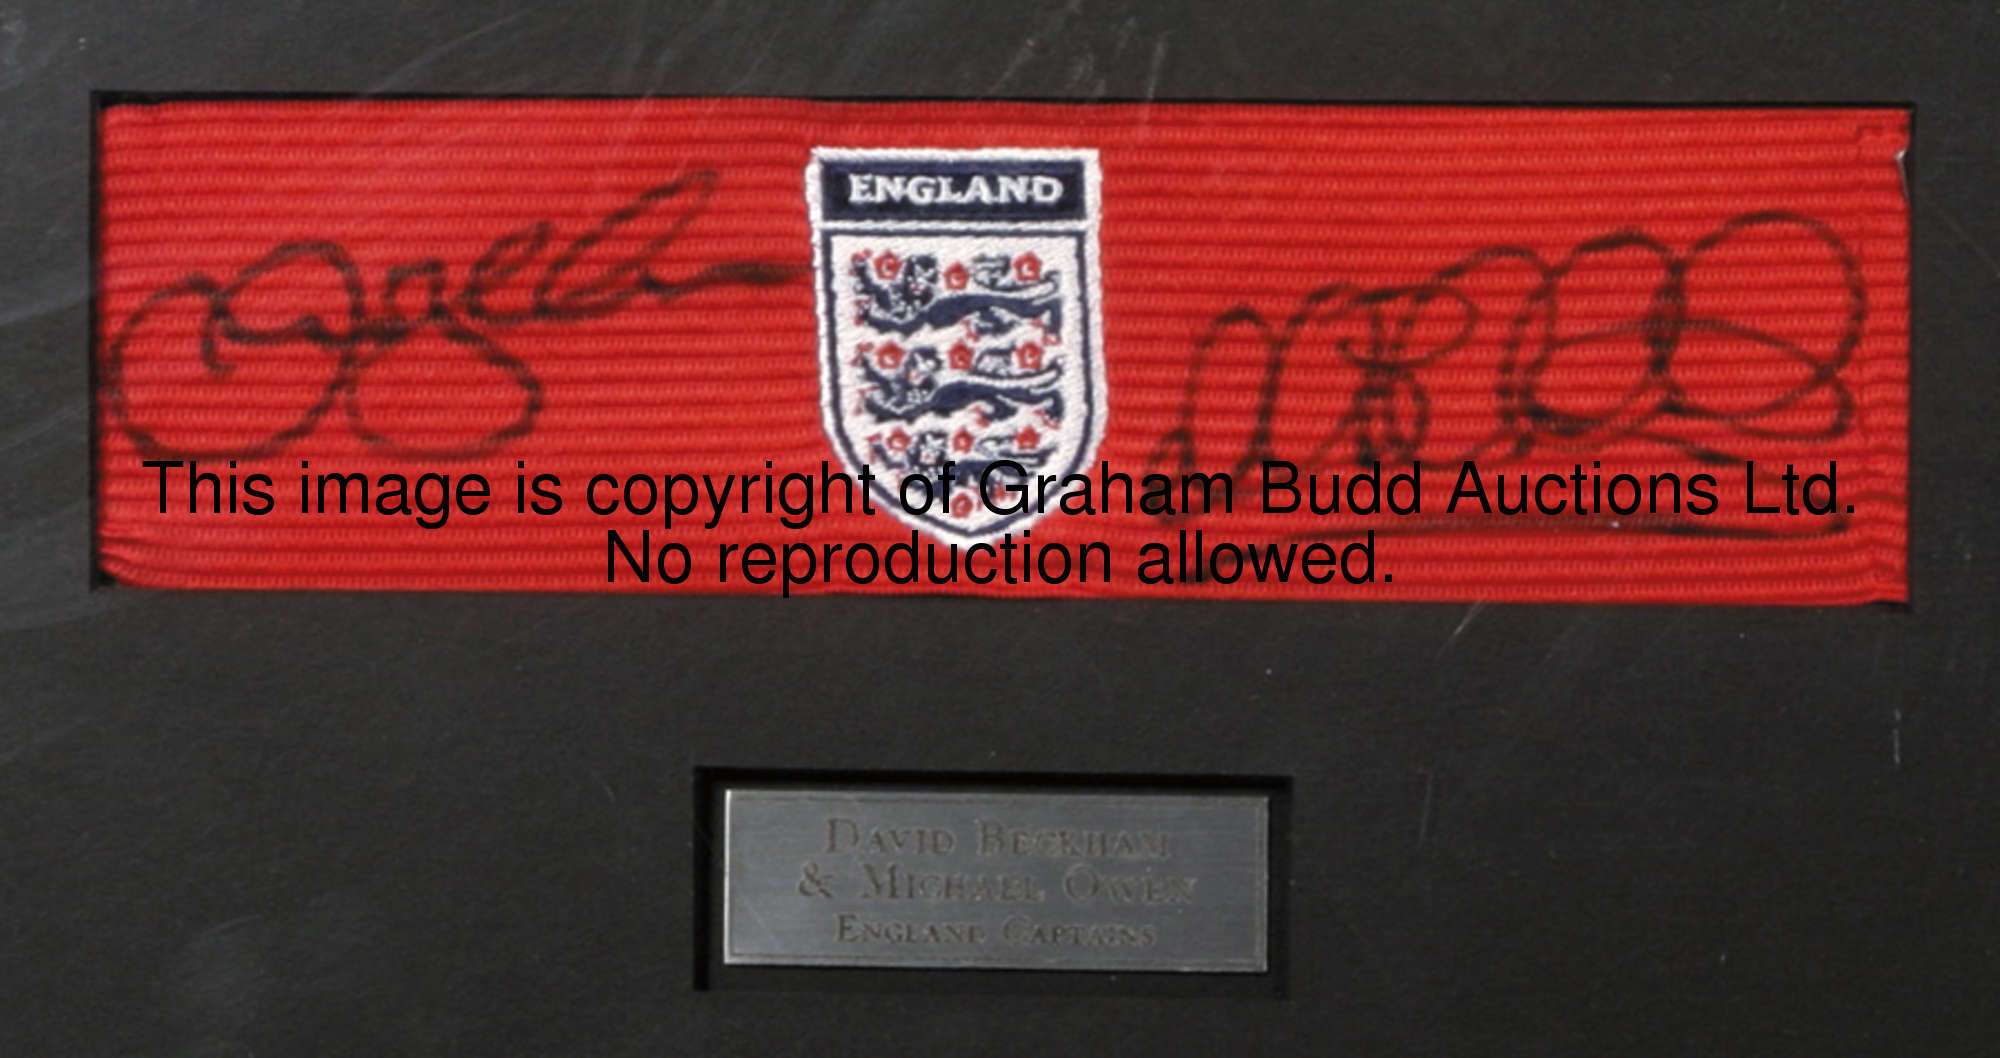 ENGLAND
This image is copyright of Graham Budd Auctions Ltd.
No reproduction allowed.
DAVID BECKHAM
& MICHAEL OWEN
ENGLAND CAPTAINS